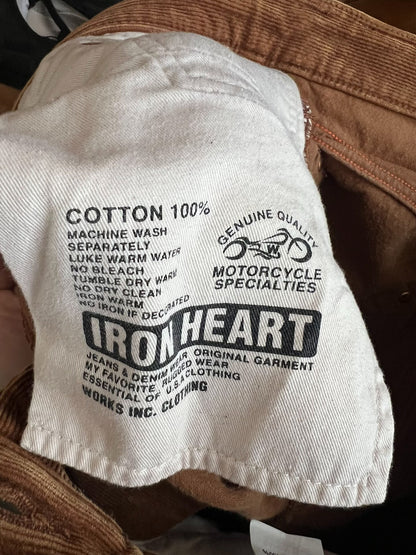 COTTON 100%
MACHINE WASH
SEPARATELY
LUKE WARM WATER
NO BLEACH
TUMBLE DRY WARM
NO DRY CLEAN
IRON WARM
NO IRON IF DECORATED
GENUINE QUALITY
W
MOTORCYCLE
SPECIALTIES
IRON HEART
JEANS & DENIM WEAR ORIGINAL GARMENT
MY FAVORITE RUGGED WEAR
ESSENTIAL OF U.S.A CLOTHING
WORKS INC. CLOTHING